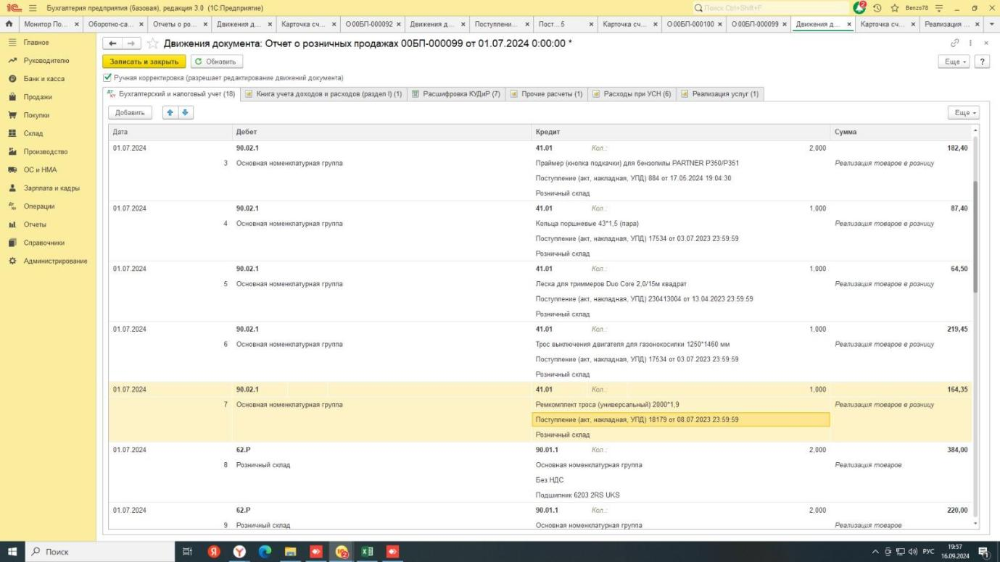 Бухгалтерия предприятия (базовая), редакция 3.0 (1С:Предприятие)
Поиск Ctrl+Shift+F
2
Benzo78
Монитор По...
Оборотно-са...
Отчеты о ро...
Движения д...
Карточка сч...
О 00БП-000092
Движения д...
Поступлени...
Пост... 5
Карточка сч...
О 00БП-000100
О 00БП-000099
Движения д...
Карточка сч...
Реализация ...
Главное
Руководителю
Банк и касса
Продажи
Покупки
Склад
Производство
ОС и НМА
Зарплата и кадры
Операции
Отчеты
Справочники
Администрирование
Движения документа: Отчет о розничных продажах 00БП-000099 от 01.07.2024 0:00:00 *
Записать и закрыть
Обновить
Еще
?
Ручная корректировка (разрешает редактирование движений документа)
Бухгалтерский и налоговый учет (18)
Книга учета доходов и расходов (раздел I) (1)
Расшифровка КУДиР (7)
Прочие расчеты (1)
Расходы при УСН (6)
Реализация услуг (1)
Добавить
Еще
Дата Дебет Кредит Сумма
01.07.2024 90.02.1 41.01 Кол.: 2,000 182,40
3 Основная номенклатурная группа Праймер (кнопка подкачки) для бензопилы PARTNER P350/P351 Реализация товаров в розницу
Поступление (акт, накладная, УПД) 884 от 17.05.2024 19:04:30
Розничный склад
01.07.2024 90.02.1 41.01 Кол.: 1,000 87,40
4 Основная номенклатурная группа Кольца поршневые 43*1,5 (пара) Реализация товаров в розницу
Поступление (акт, накладная, УПД) 17534 от 03.07.2023 23:59:59
Розничный склад
01.07.2024 90.02.1 41.01 Кол.: 1,000 64,50
5 Основная номенклатурная группа Леска для триммеров Duo Core 2,0/15м квадрат Реализация товаров в розницу
Поступление (акт, накладная, УПД) 230413004 от 13.04.2023 23:59:59
Розничный склад
01.07.2024 90.02.1 41.01 Кол.: 1,000 219,45
6 Основная номенклатурная группа Трос выключения двигателя для газонокосилки 1250*1460 мм Реализация товаров в розницу
Поступление (акт, накладная, УПД) 17534 от 03.07.2023 23:59:59
Розничный склад
01.07.2024 90.02.1 41.01 Кол.: 1,000 164,35
7 Основная номенклатурная группа Ремкомплект троса (универсальный) 2000*1,9 Реализация товаров в розницу
Поступление (акт, накладная, УПД) 18179 от 08.07.2023 23:59:59
Розничный склад
01.07.2024 62.Р 90.01.1 Кол.: 2,000 384,00
8 Розничный склад Основная номенклатурная группа Реализация товаров
Без НДС
Подшипник 6203 2RS UKS
01.07.2024 62.Р 90.01.1 Кол.: 2,000 220,00
9 Розничный склад Основная номенклатурная группа Реализация товаров
Поиск
РУС
19:57
16.09.2024
1